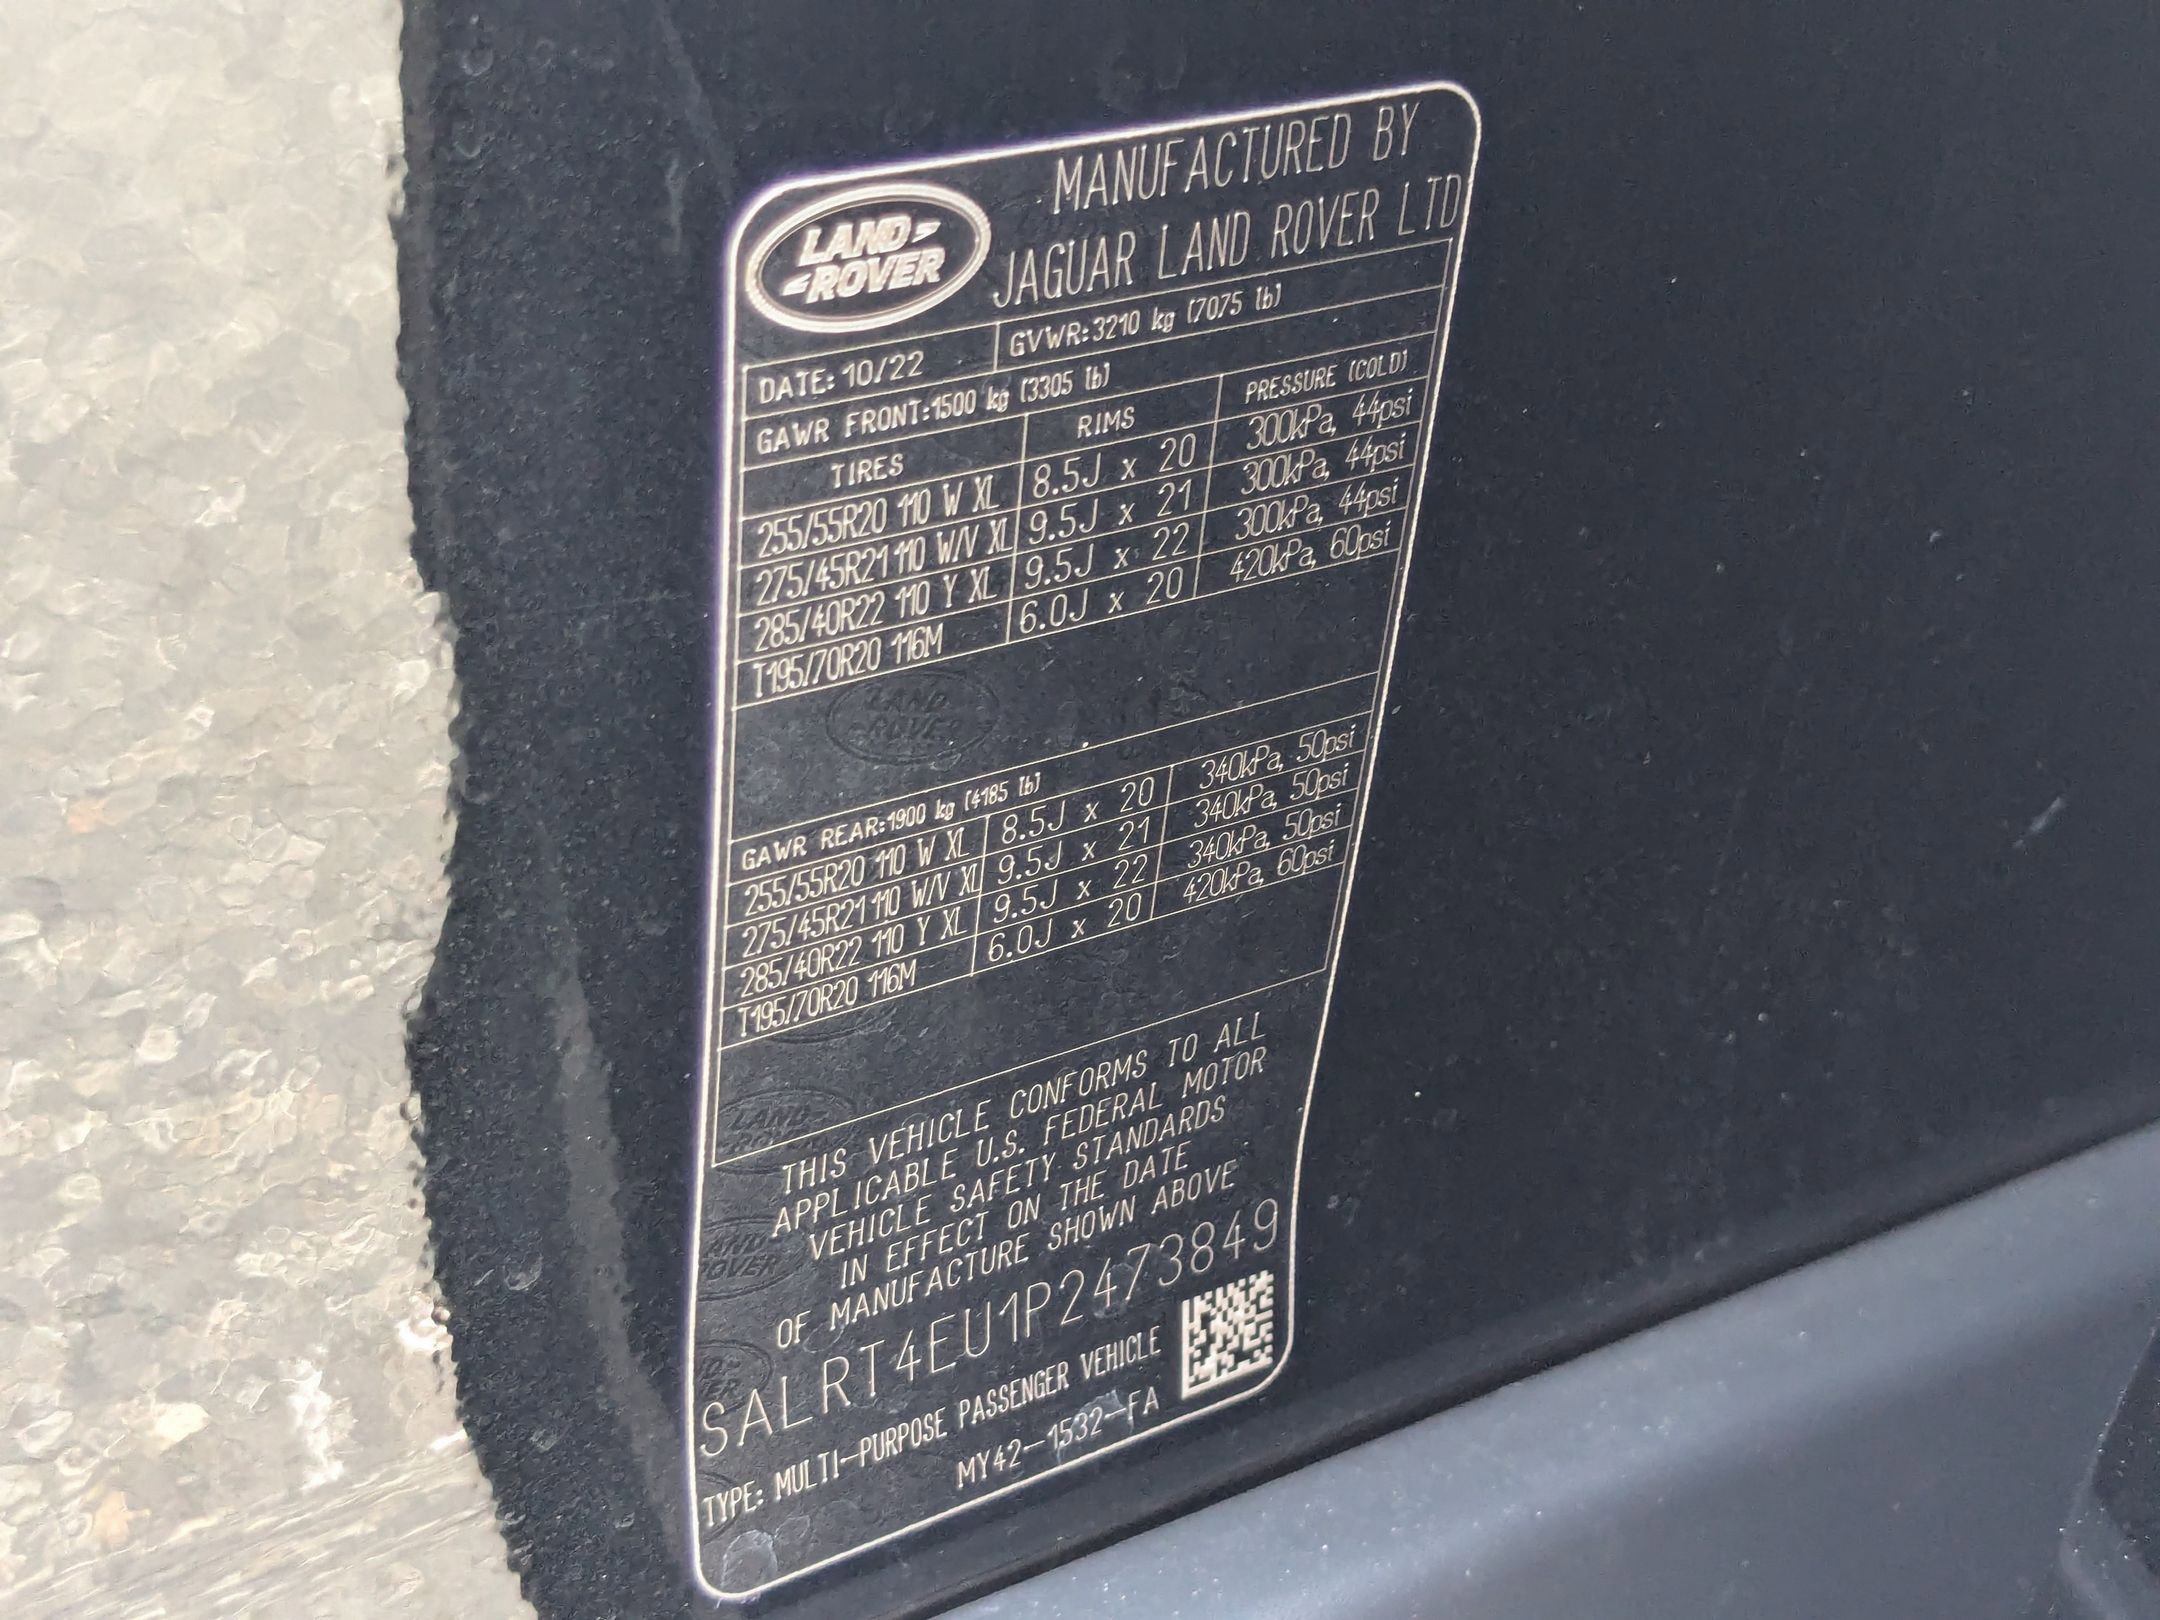 LAND
ROVER
MANUFACTURED BY
JAGUAR LAND ROVER LTD
DATE: 10/22 GVWR:3210 kg (7075 lb)
GAWR FRONT:1500 kg (3305 lb)
TIRES RIMS PRESSURE (COLD)
255/55R20 110 W XL 8.5J x 20 300kPa, 44psi
275/45R21 110 W/V XL 9.5J x 21 300kPa, 44psi
285/40R22 110 Y XL 9.5J x 22 300kPa, 44psi
T195/70R20 116M 6.0J x 20 420kPa, 60psi
LAND
ROVER
GAWR REAR:1900 kg (4185 lb)
255/55R20 110 W XL 8.5J x 20 340kPa, 50psi
275/45R21 110 W/V XL 9.5J x 21 340kPa, 50psi
285/40R22 110 Y XL 9.5J x 22 340kPa, 50psi
T195/70R20 116M 6.0J x 20 420kPa, 60psi
LAND
THIS VEHICLE CONFORMS TO ALL
APPLICABLE U.S. FEDERAL MOTOR
VEHICLE SAFETY STANDARDS
IN EFFECT ON THE DATE
OF MANUFACTURE SHOWN ABOVE
ROVER
SALRT4EU1P2473849
TYPE: MULTI-PURPOSE PASSENGER VEHICLE
MY42-1532-FA